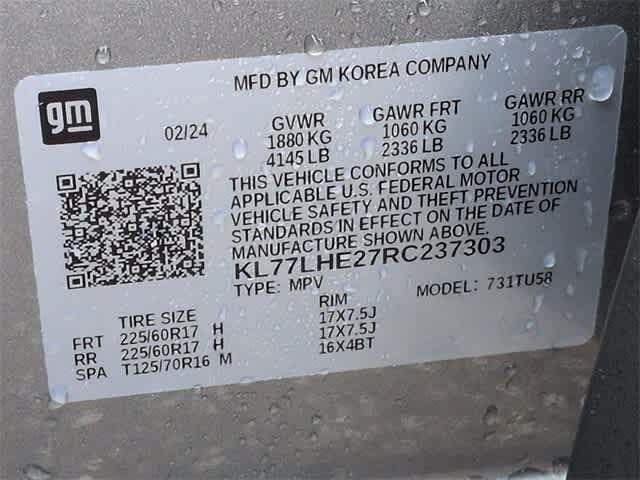 MFD BY GM KOREA COMPANY
gm
02/24
GVWR GAWR FRT GAWR RR
1880 KG 1060 KG 1060 KG
4145 LB 2336 LB 2336 LB
THIS VEHICLE CONFORMS TO ALL
APPLICABLE U.S. FEDERAL MOTOR
VEHICLE SAFETY AND THEFT PREVENTION
STANDARDS IN EFFECT ON THE DATE OF
MANUFACTURE SHOWN ABOVE.
KL77LHE27RC237303
TYPE: MPV MODEL: 731TU58
TIRE SIZE RIM
FRT 225/60R17 H 17X7.5J
RR 225/60R17 H 17X7.5J
SPA T125/70R16 M 16X4BT